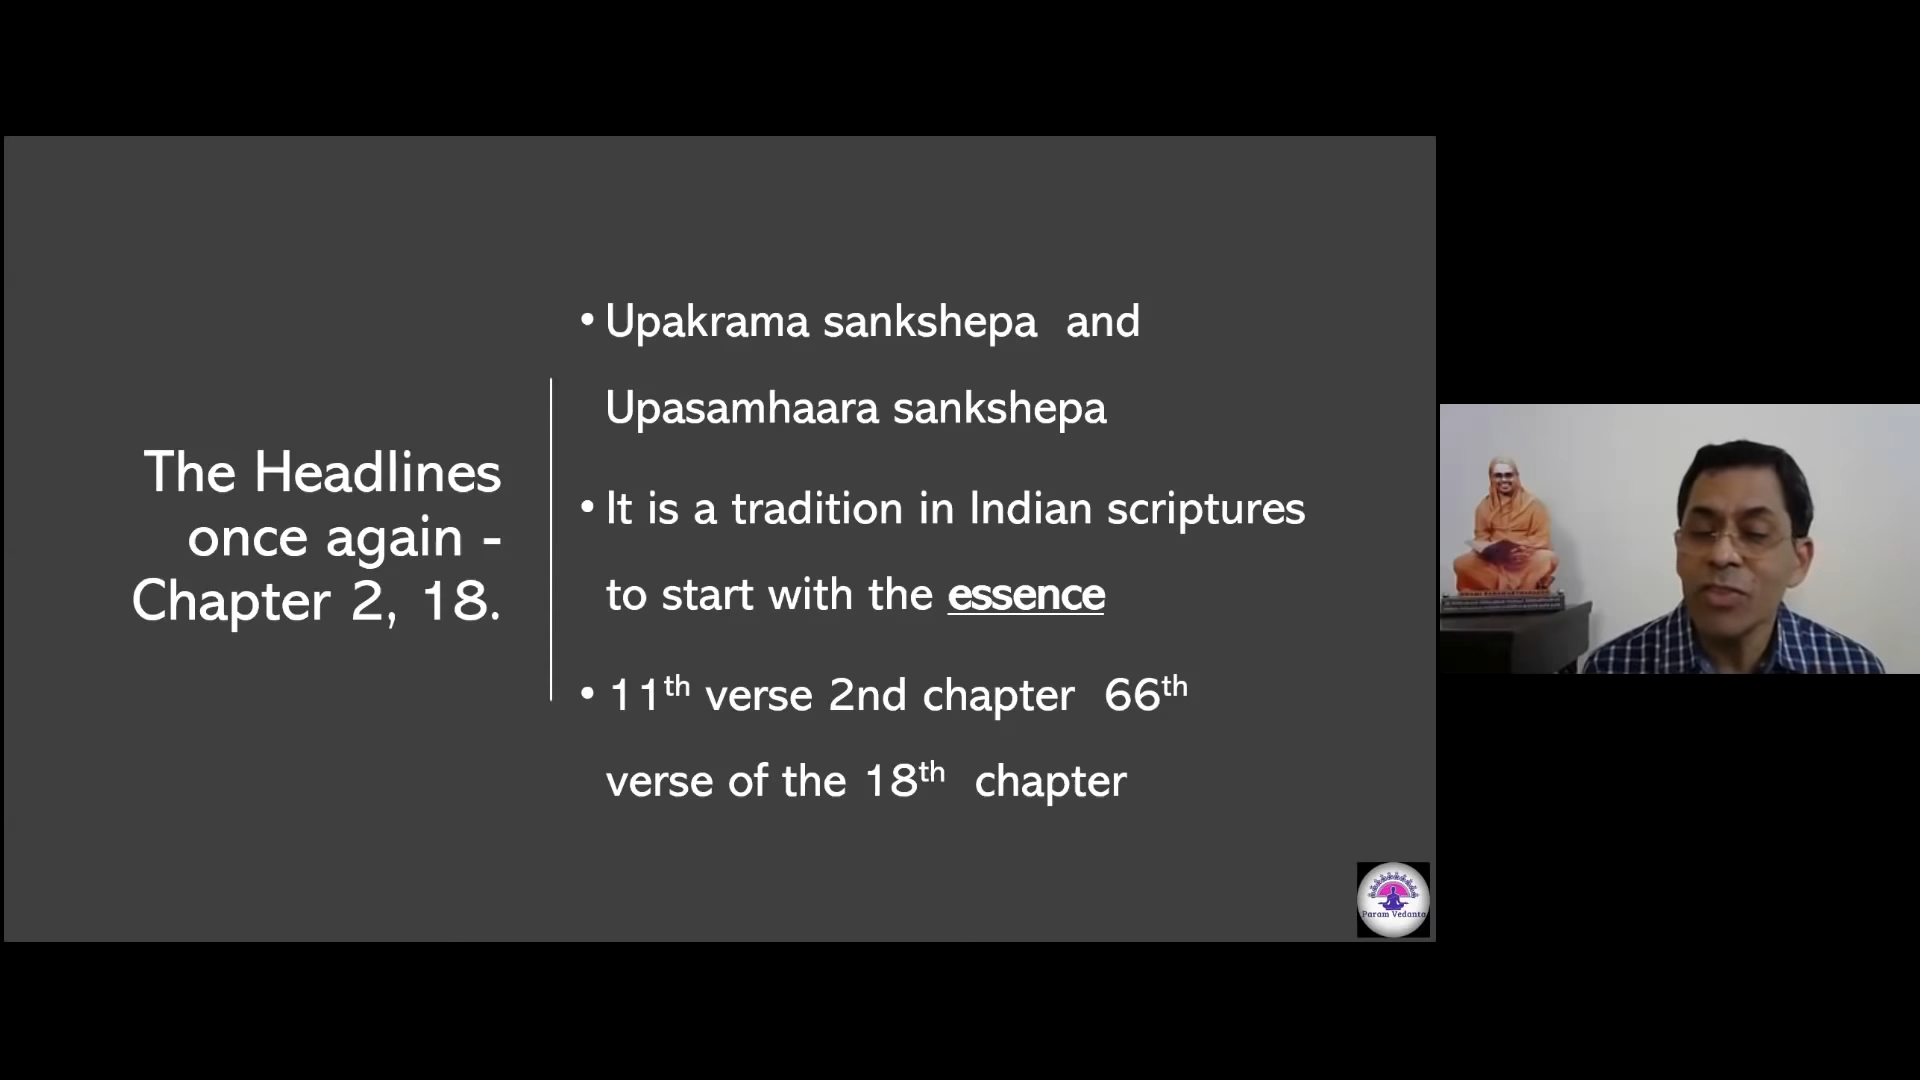 The Headlines
once again -
Chapter 2, 18.
• Upakrama sankshepa and
Upasamhaara sankshepa
• It is a tradition in Indian scriptures
to start with the essence
• 11th verse 2nd chapter 66th
verse of the 18th chapter
Param Vedanta